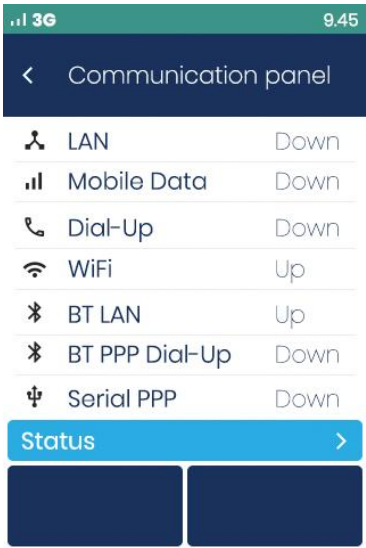 3G 9.45
Communication panel
LAN Down
Mobile Data Down
Dial-Up Down
WiFi Up
BT LAN Up
BT PPP Dial-Up Down
Serial PPP Down
Status